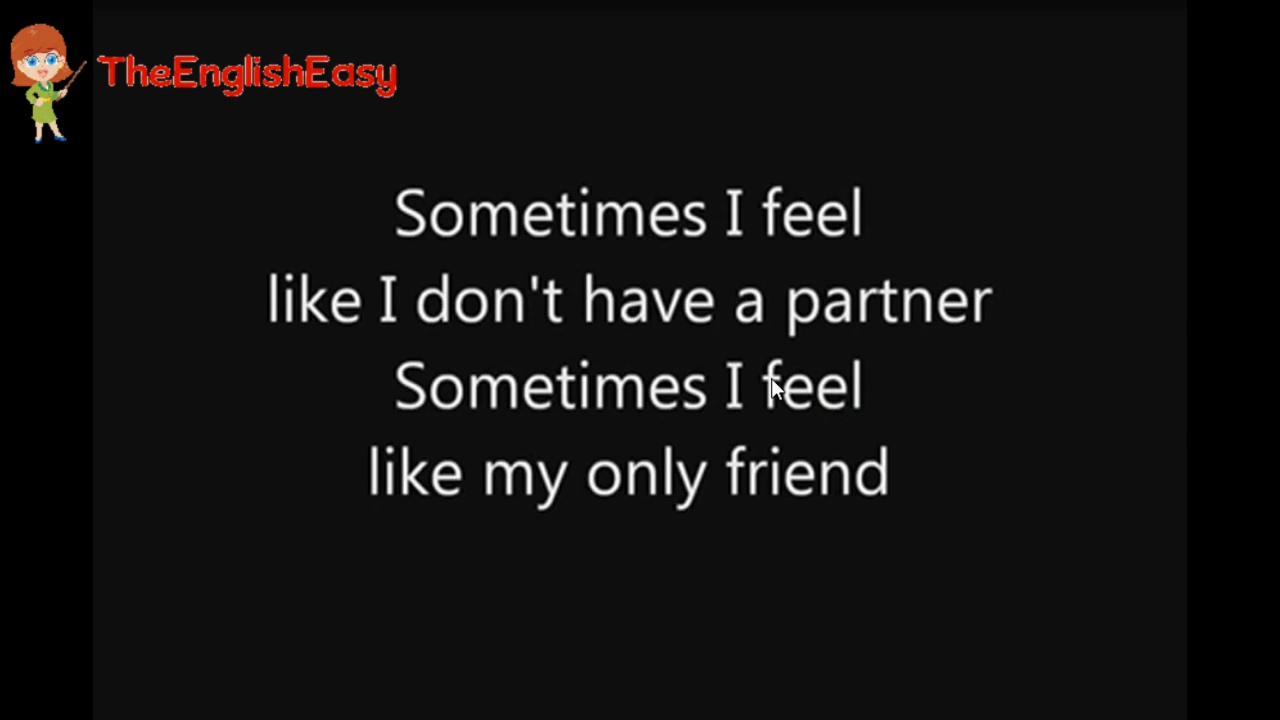 TheEnglishEasy
Sometimes I feel
like I don't have a partner
Sometimes I feel
like my only friend